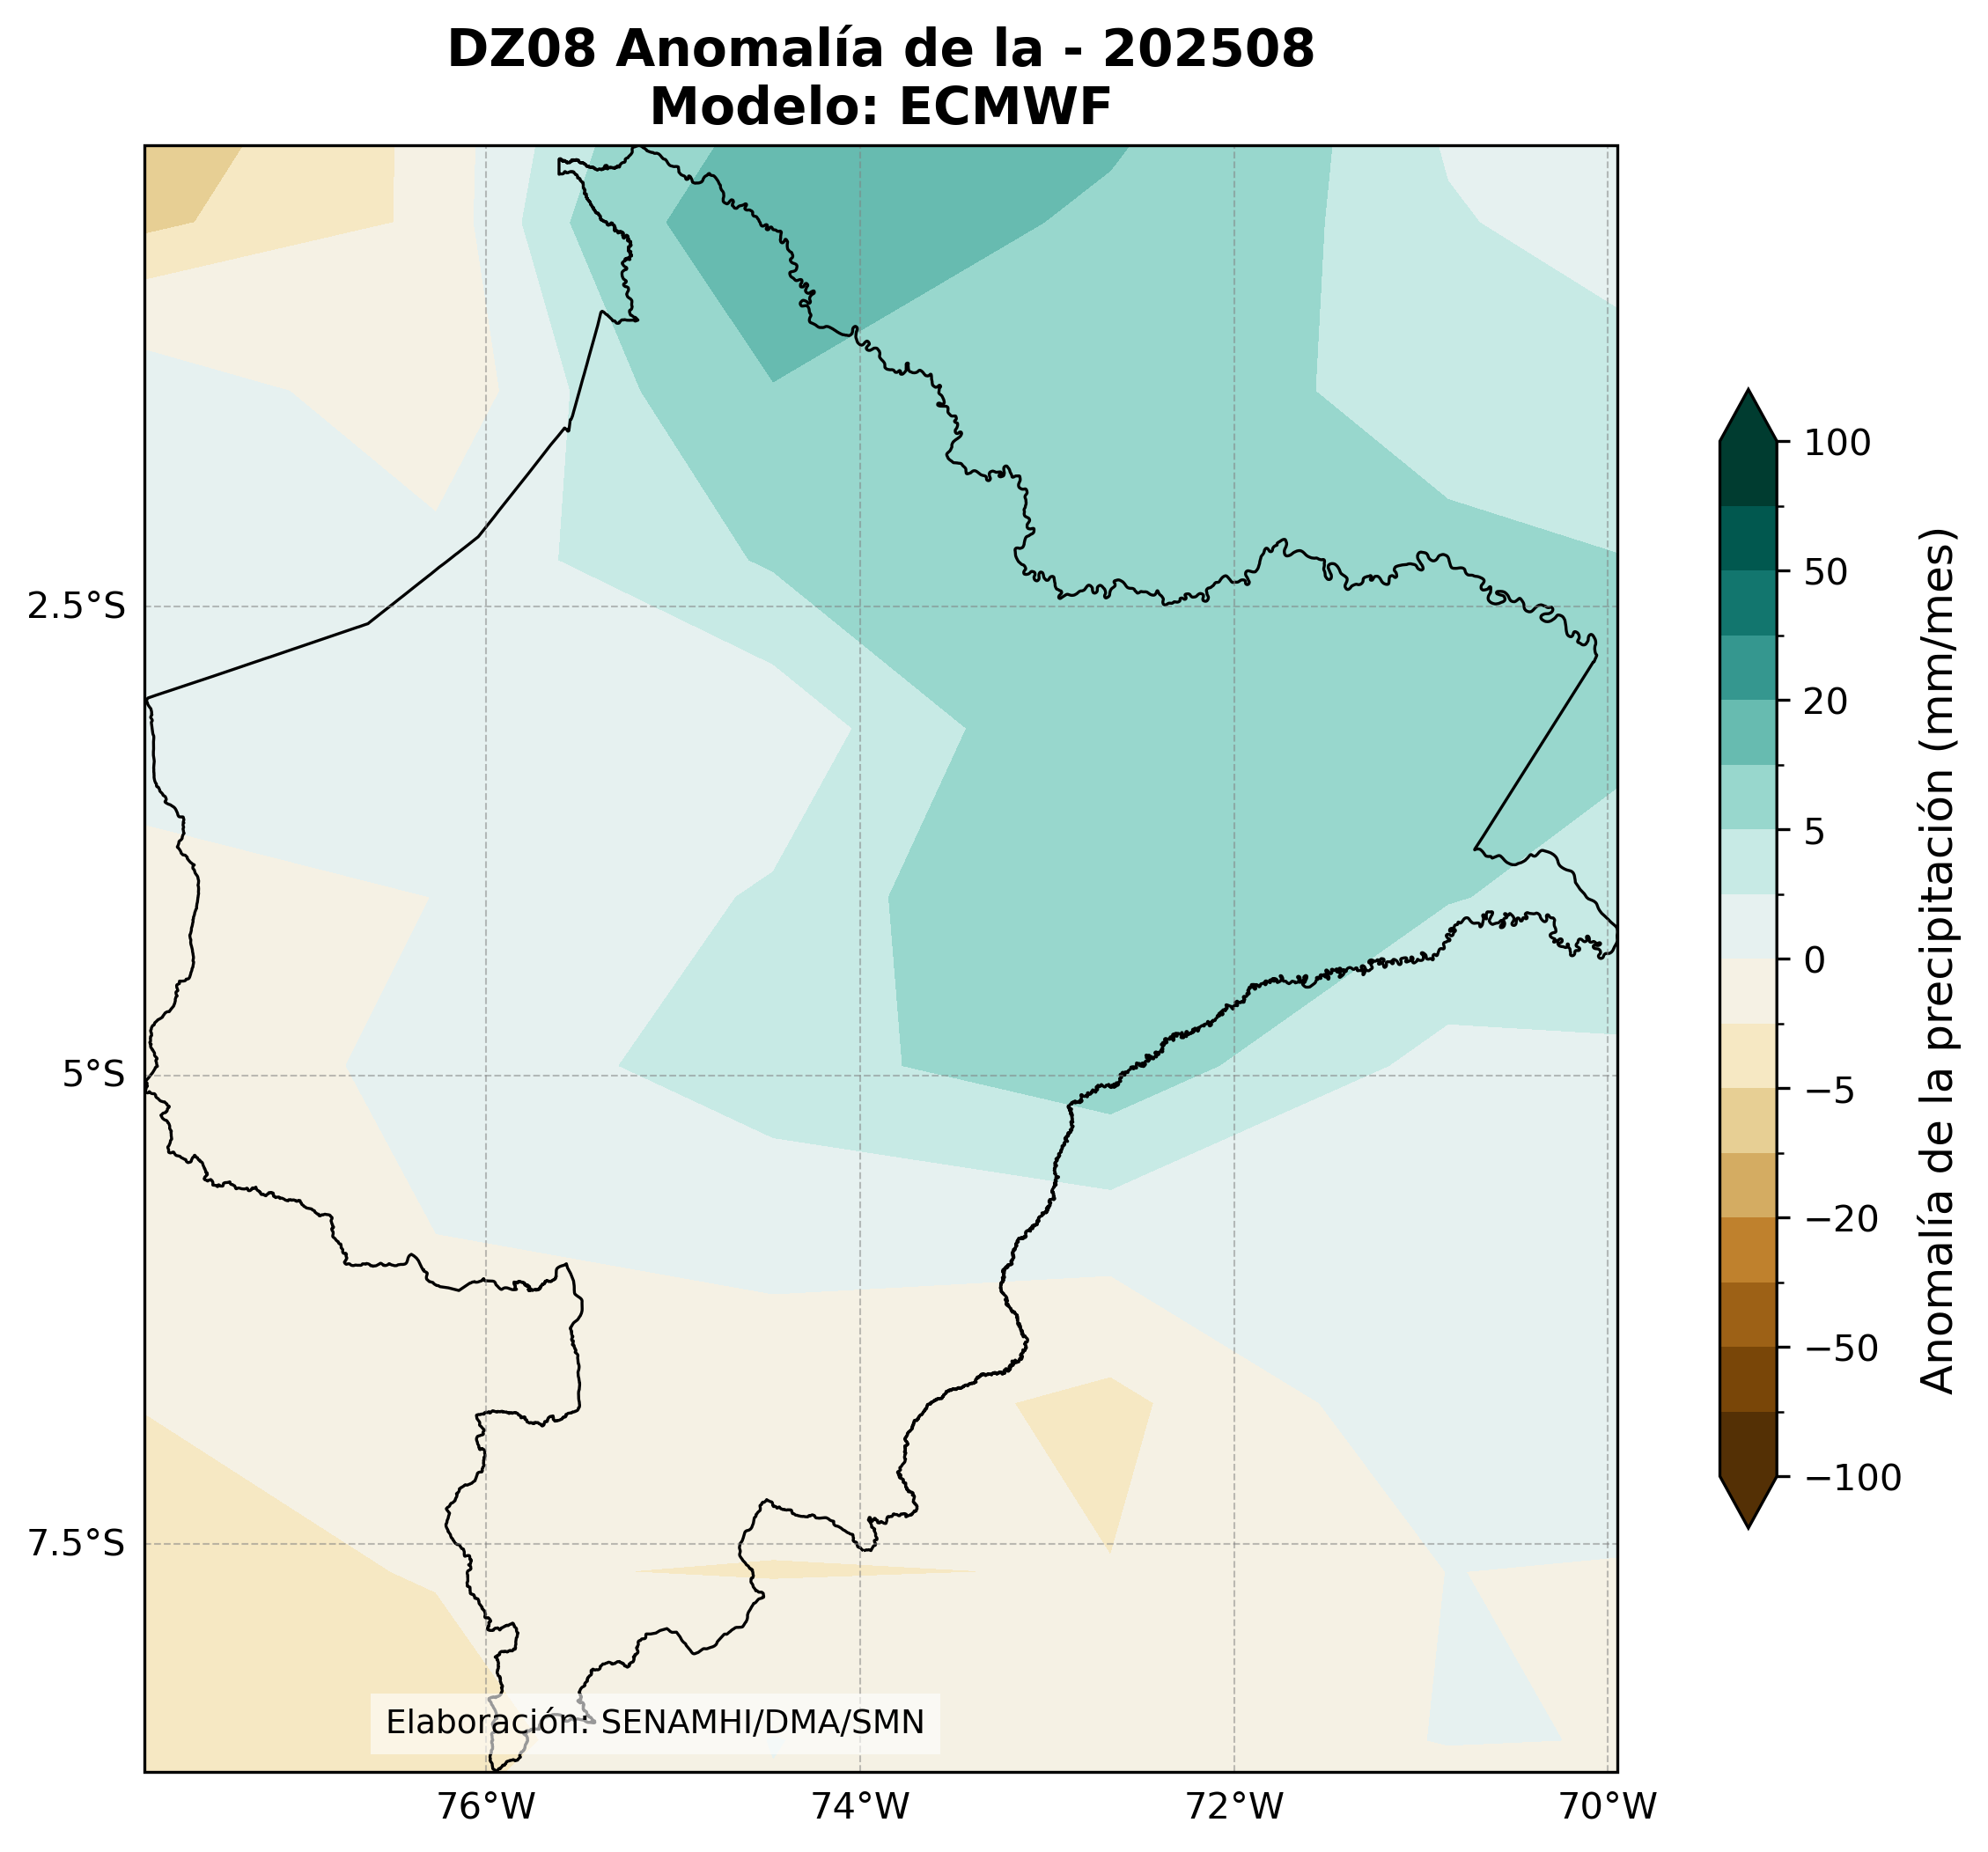 DZ08 Anomalía de la - 202508
Modelo: ECMWF
2.5°S
5°S
7.5°S
76°W
74°W
72°W
70°W
Elaboración: SENAMHI/DMA/SMN
100
50
20
5
0
−5
−20
−50
−100
Anomalía de la precipitación (mm/mes)